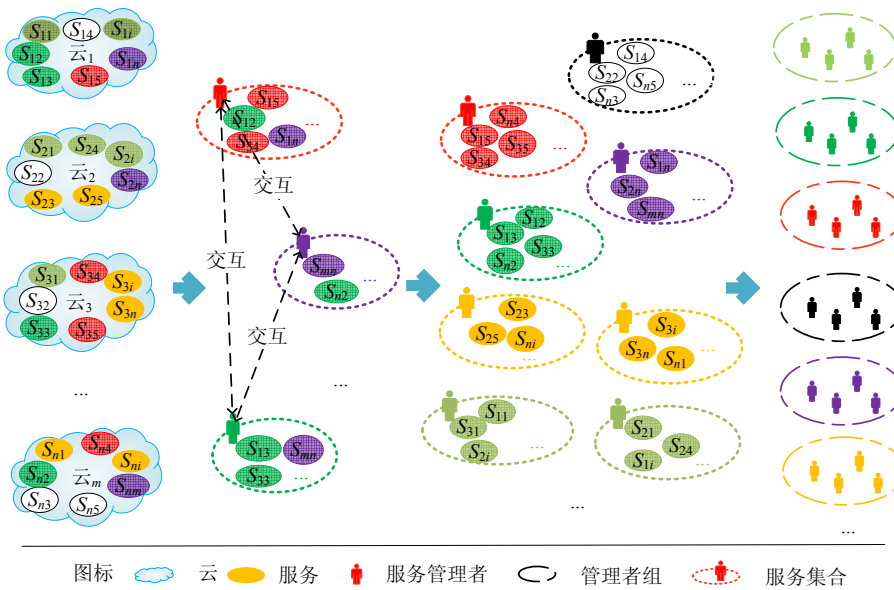 S11 S14 S1i
S12 云1 S1n
S13 S15
S21 S24 S2i
S22 云2 S2n
S23 S25
S31 S34 S3i
S32 云3 S3n
S33 S35
...
Sn1 Sn4
Sn2 云m Sni
Sn3 Sn5 Snm
S15
S12 ...
S34 S1n
交互
交互
交互
Smn ...
Sn2
...
S13 Smn
S33 ...
S14
S22 Sn5 ...
Sn3
Sn4
S15 S35
S34 ...
S1n
S2n
Smn ...
S12
S13 S33
Sn2 ...
S23
S25 Sni
...
S3i
S3n Sn1 ...
S11
S31
S2i ...
S21
S1i S24
...
...
...
图标 云 服务 服务管理者 管理者组 服务集合